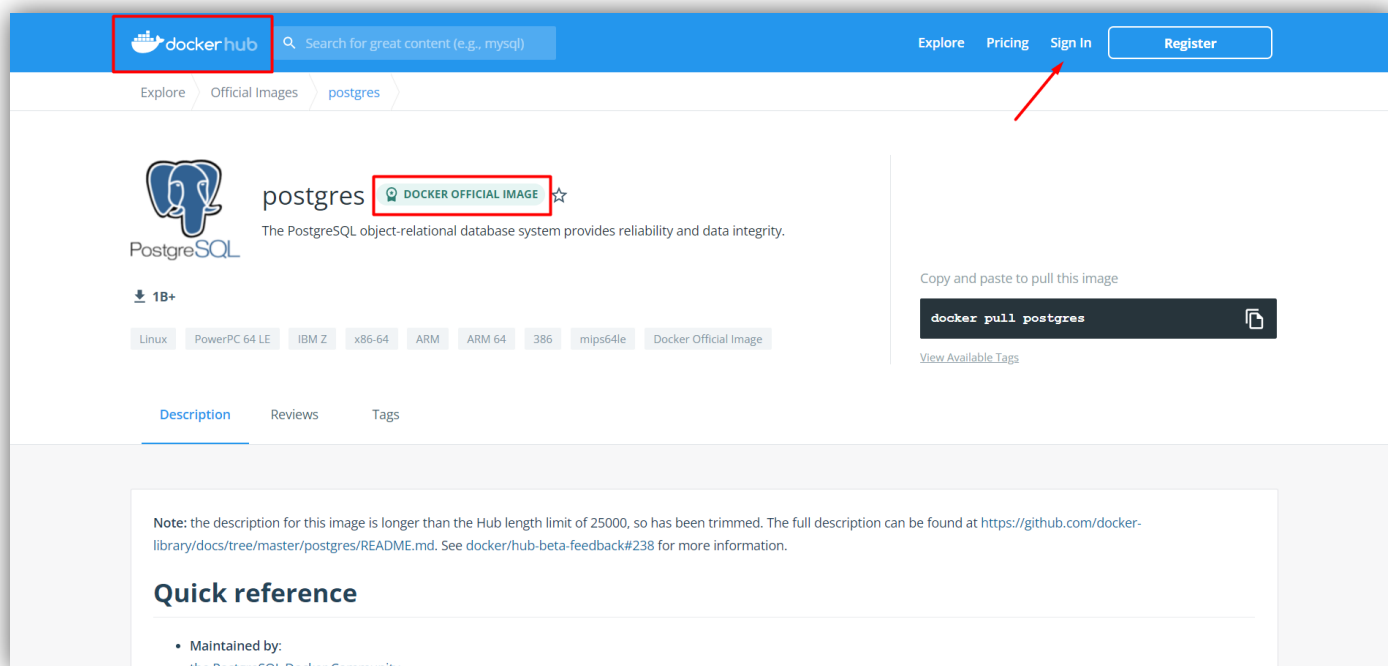 dockerhub
Search for great content (e.g., mysql)
Explore Pricing Sign In Register
Explore Official Images postgres
PostgreSQL
postgres DOCKER OFFICIAL IMAGE
The PostgreSQL object-relational database system provides reliability and data integrity.
1B+
Linux PowerPC 64 LE IBM Z x86-64 ARM ARM 64 386 mips64le Docker Official Image
Copy and paste to pull this image
docker pull postgres
View Available Tags
Description Reviews Tags
Note: the description for this image is longer than the Hub length limit of 25000, so has been trimmed. The full description can be found at https://github.com/docker-
library/docs/tree/master/postgres/README.md. See docker/hub-beta-feedback#238 for more information.
Quick reference
• Maintained by:
the PostgreSQL Docker Community